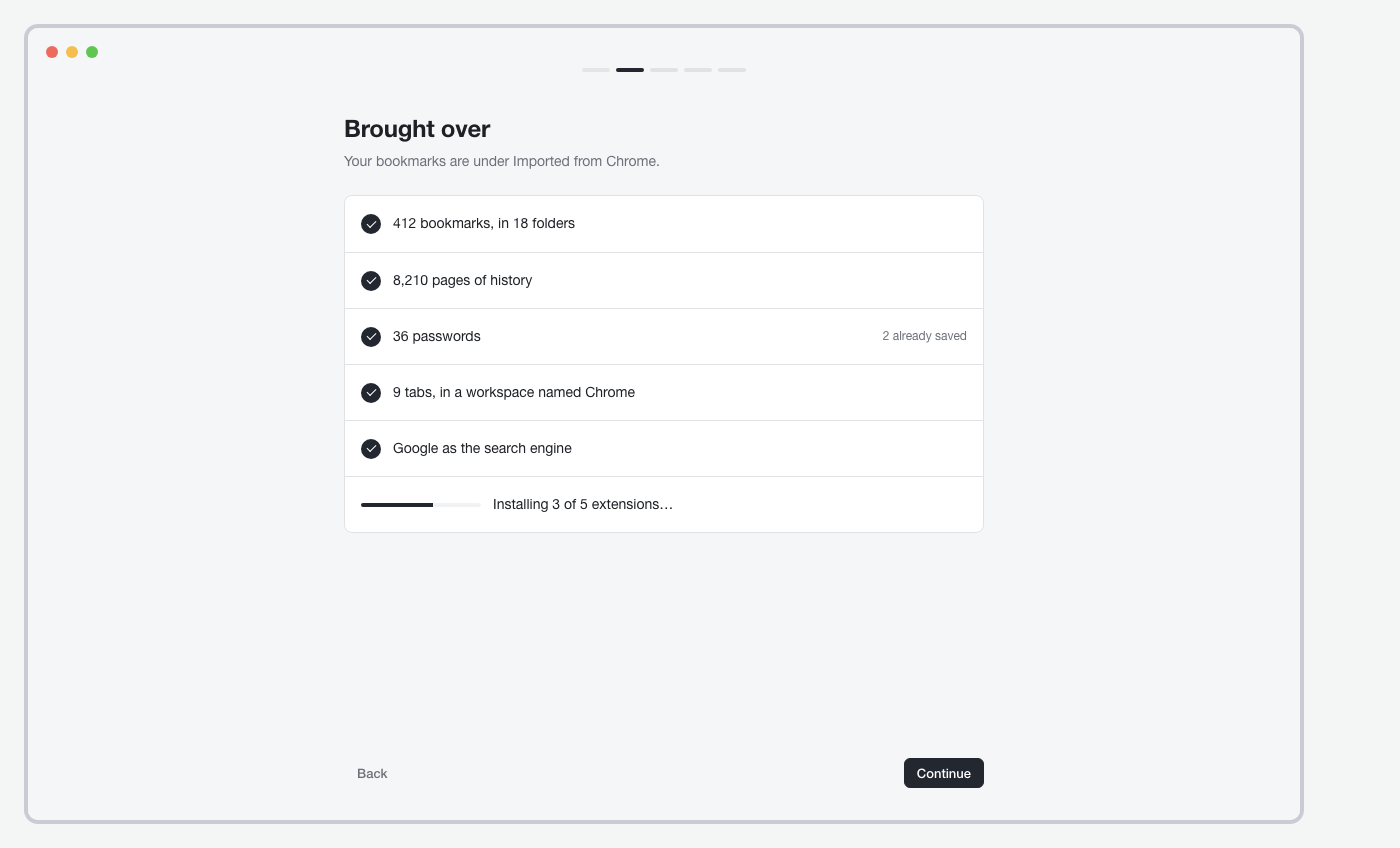 Brought over
Your bookmarks are under Imported from Chrome.
412 bookmarks, in 18 folders
8,210 pages of history
36 passwords
2 already saved
9 tabs, in a workspace named Chrome
Google as the search engine
Installing 3 of 5 extensions…
Back
Continue